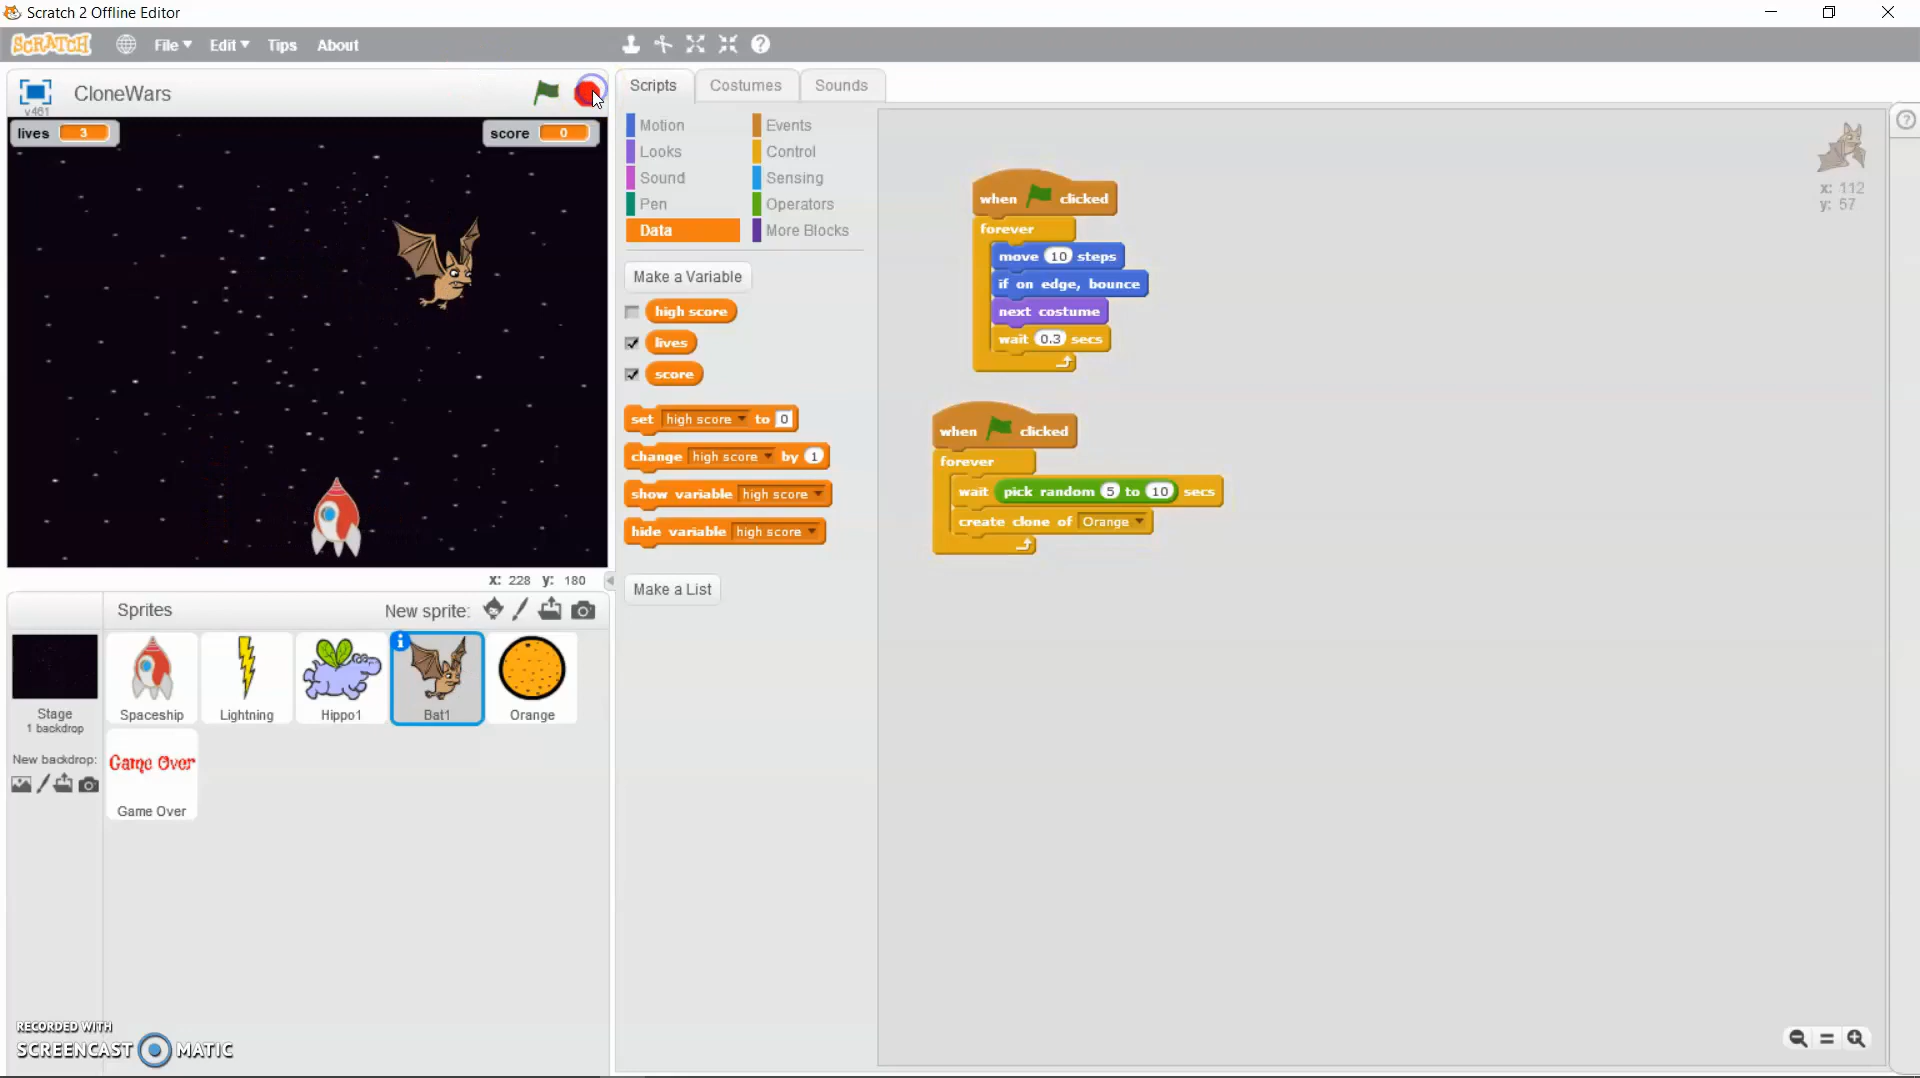 Scratch 2 Offline Editor
SCRATCH File Edit Tips About
CloneWars
v461
lives 3
score 0
x: 228 y: 180
Scripts Costumes Sounds
Motion Events
Looks Control
Sound Sensing
Pen Operators
Data More Blocks
Make a Variable
high score
lives
score
set high score to 0
change high score by 1
show variable high score
hide variable high score
Make a List
when clicked
forever
move 10 steps
if on edge, bounce
next costume
wait 0.3 secs
when clicked
forever
wait pick random 5 to 10 secs
create clone of Orange
x: 112
y: 57
Sprites New sprite:
Stage
1 backdrop
New backdrop:
Spaceship
Lightning
Hippo1
Bat1
Orange
Game Over
Game Over
RECORDED WITH
SCREENCAST MATIC